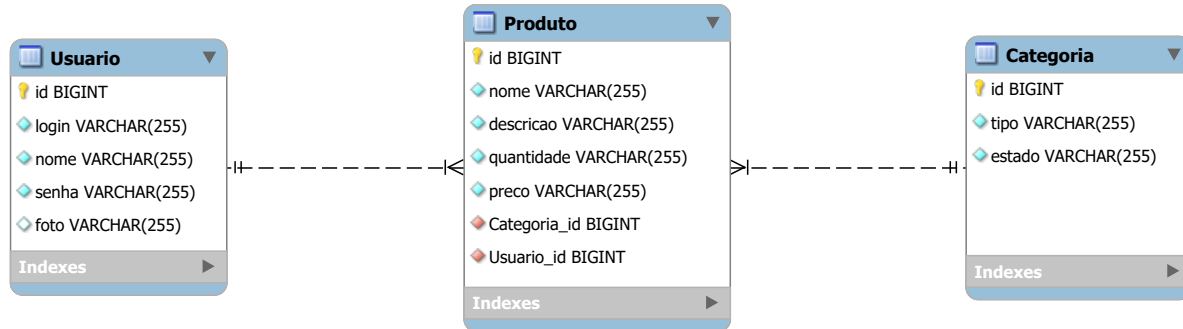 Usuario
id BIGINT
login VARCHAR(255)
nome VARCHAR(255)
senha VARCHAR(255)
foto VARCHAR(255)
Indexes
Produto
id BIGINT
nome VARCHAR(255)
descricao VARCHAR(255)
quantidade VARCHAR(255)
preco VARCHAR(255)
Categoria_id BIGINT
Usuario_id BIGINT
Indexes
Categoria
id BIGINT
tipo VARCHAR(255)
estado VARCHAR(255)
Indexes